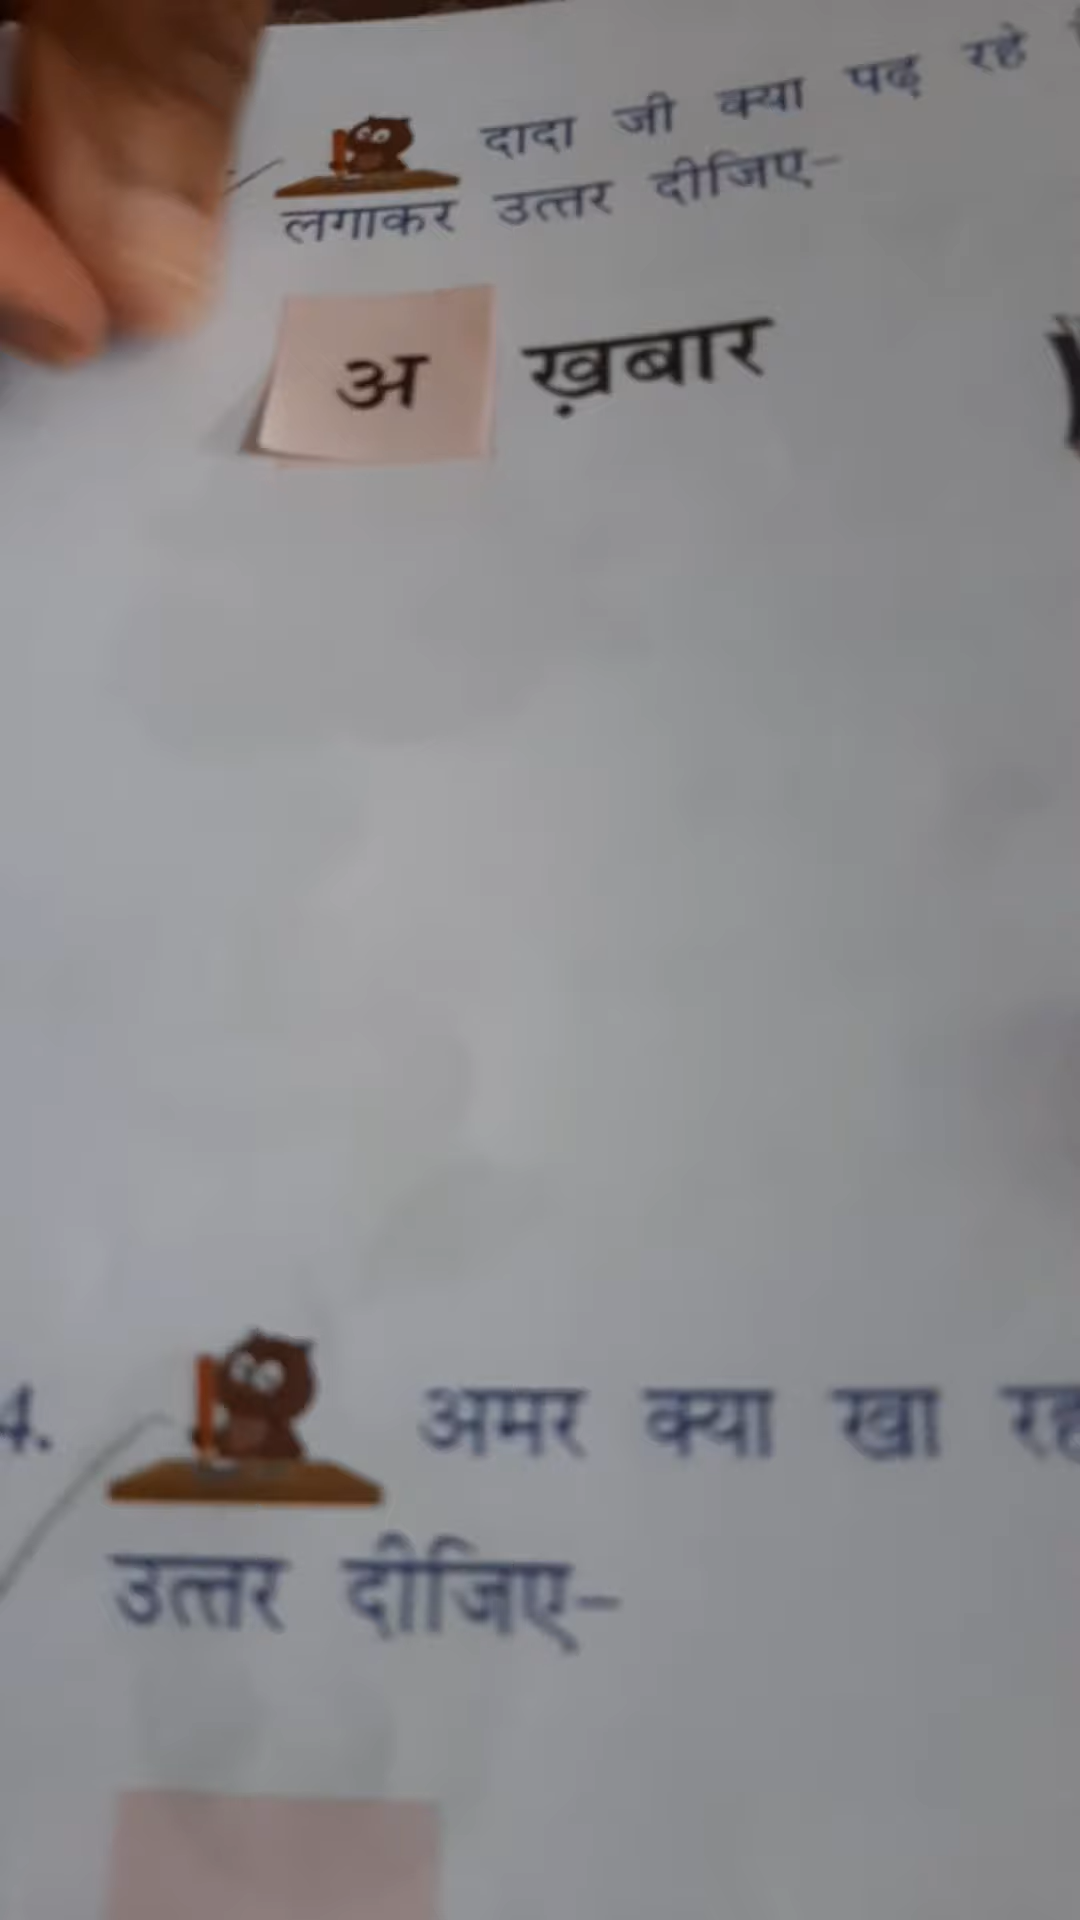 दादा जी क्या पढ़ रहे
लगाकर उत्तर दीजिए-
अ ख़बार
4. अमर क्या खा
उत्तर दीजिए-